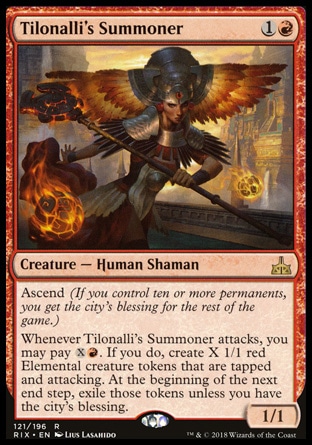 Tilonalli's Summoner 1
Creature — Human Shaman
Ascend (If you control ten or more permanents,
you get the city's blessing for the rest of the
game.)
Whenever Tilonalli's Summoner attacks, you
may pay X. If you do, create X 1/1 red
Elemental creature tokens that are tapped
and attacking. At the beginning of the next
end step, exile those tokens unless you have
the city's blessing.
1/1
121/196 R
RIX • EN Lius Lasahido
™ & © 2018 Wizards of the Coast